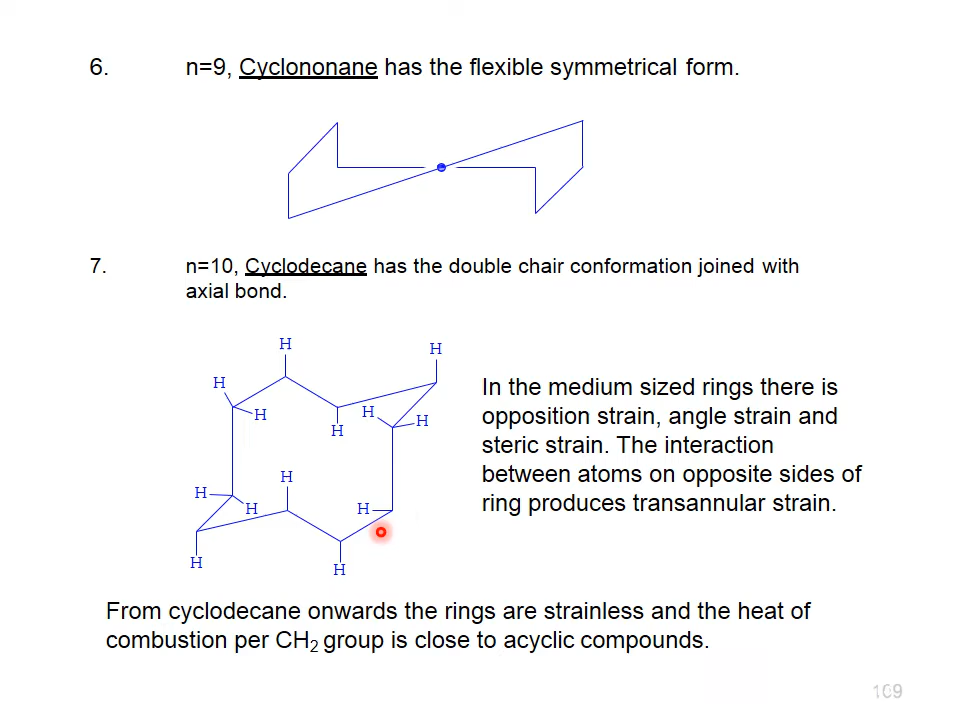 6. n=9, Cyclononane has the flexible symmetrical form.
7. n=10, Cyclodecane has the double chair conformation joined with
axial bond.
H
H
H
H
H
H
H
H
H
H
H
H
H
H
In the medium sized rings there is
opposition strain, angle strain and
steric strain. The interaction
between atoms on opposite sides of
ring produces transannular strain.
From cyclodecane onwards the rings are strainless and the heat of
combustion per CH2 group is close to acyclic compounds.
109